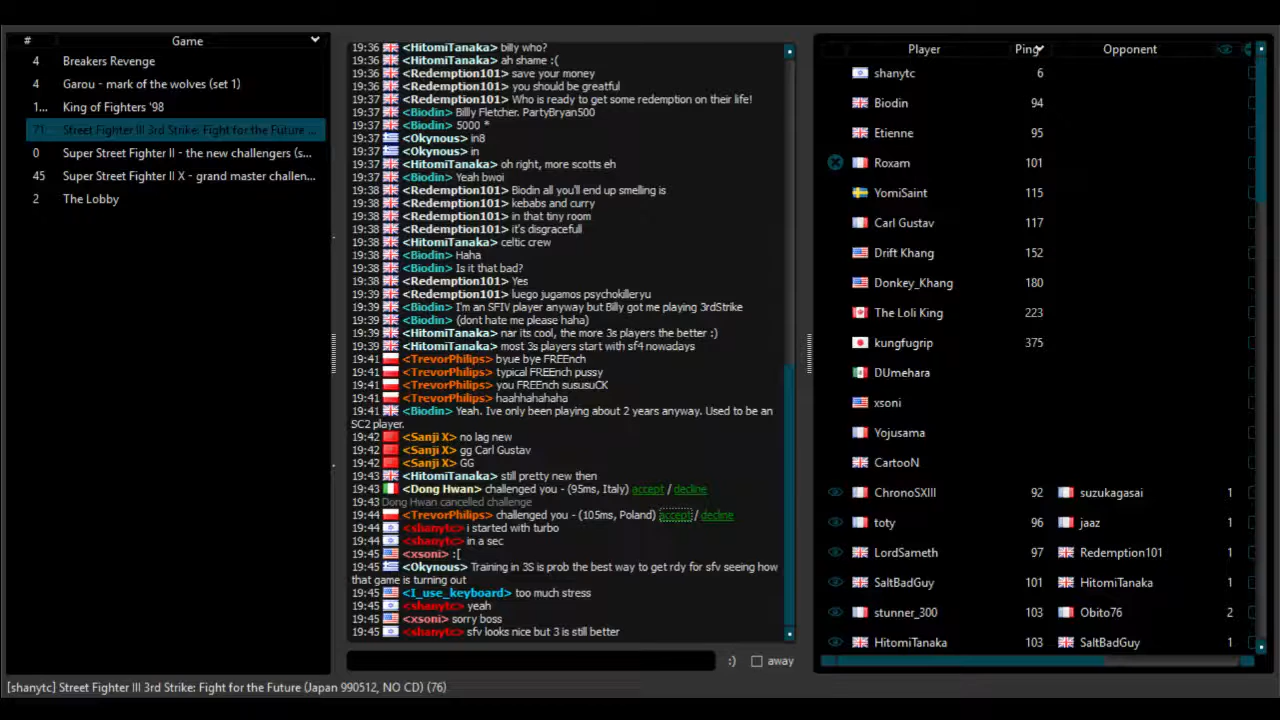 # Game
4 Breakers Revenge
4 Garou - mark of the wolves (set 1)
1... King of Fighters '98
71 Street Fighter III 3rd Strike: Fight for the Future ...
0 Super Street Fighter II - the new challengers (s...
45 Super Street Fighter II X - grand master challen...
2 The Lobby
19:36 <HitomiTanaka> billy who?
19:36 <HitomiTanaka> ah shame :(
19:36 <Redemption101> save your money
19:36 <Redemption101> you should be greatful
19:37 <Redemption101> Who is ready to get some redemption on their life!
19:37 <Biodin> Billy Fletcher. PartyBryan500
19:37 <Biodin> 5000 *
19:37 <Okynous> in8
19:37 <Okynous> in
19:37 <HitomiTanaka> oh right, more scotts eh
19:37 <Biodin> Yeah bwoi
19:38 <Redemption101> Biodin all you'll end up smelling is
19:38 <Redemption101> kebabs and curry
19:38 <Redemption101> in that tiny room
19:38 <Redemption101> it's disgracefull
19:38 <HitomiTanaka> celtic crew
19:38 <Biodin> Haha
19:38 <Biodin> Is it that bad?
19:38 <Redemption101> Yes
19:39 <Redemption101> luego jugamos psychokilleryu
19:39 <Biodin> I'm an SFIV player anyway but Billy got me playing 3rdStrike
19:39 <Biodin> (dont hate me please haha)
19:39 <HitomiTanaka> nar its cool, the more 3s players the better :)
19:39 <HitomiTanaka> most 3s players start with sf4 nowadays
19:41 <TrevorPhilips> byue bye FREEnch
19:41 <TrevorPhilips> typical FREEnch pussy
19:41 <TrevorPhilips> you FREEnch sususuCK
19:41 <TrevorPhilips> haahhahahaha
19:41 <Biodin> Yeah. Ive only been playing about 2 years anyway. Used to be an
SC2 player.
19:42 <Sanji X> no lag new
19:42 <Sanji X> gg Carl Gustav
19:42 <Sanji X> GG
19:43 <HitomiTanaka> still pretty new then
19:43 <Dong Hwan> challenged you - (95ms, Italy) accept / decline
19:43 Dong Hwan cancelled challenge
19:44 <TrevorPhilips> challenged you - (105ms, Poland) accept / decline
19:44 <shanytc> i started with turbo
19:44 <shanytc> in a sec
19:45 <xsoni> :[
19:45 <Okynous> Training in 3S is prob the best way to get rdy for sfv seeing how
that game is turning out
19:45 <I_use_keyboard> too much stress
19:45 <shanytc> yeah
19:45 <xsoni> sorry boss
19:45 <shanytc> sfv looks nice but 3 is still better
:) away
Player Ping Opponent
shanytc 6
Biodin 94
Etienne 95
Roxam 101
YomiSaint 115
Carl Gustav 117
Drift Khang 152
Donkey_Khang 180
The Loli King 223
kungfugrip 375
DUmehara
xsoni
Yojusama
CartooN
ChronoSXIII 92 suzukagasai 1
toty 96 jaaz 1
LordSameth 97 Redemption101 1
SaltBadGuy 101 HitomiTanaka 1
stunner_300 103 Obito76 2
HitomiTanaka 103 SaltBadGuy 1
[shanytc] Street Fighter III 3rd Strike: Fight for the Future (Japan 990512, NO CD) (76)